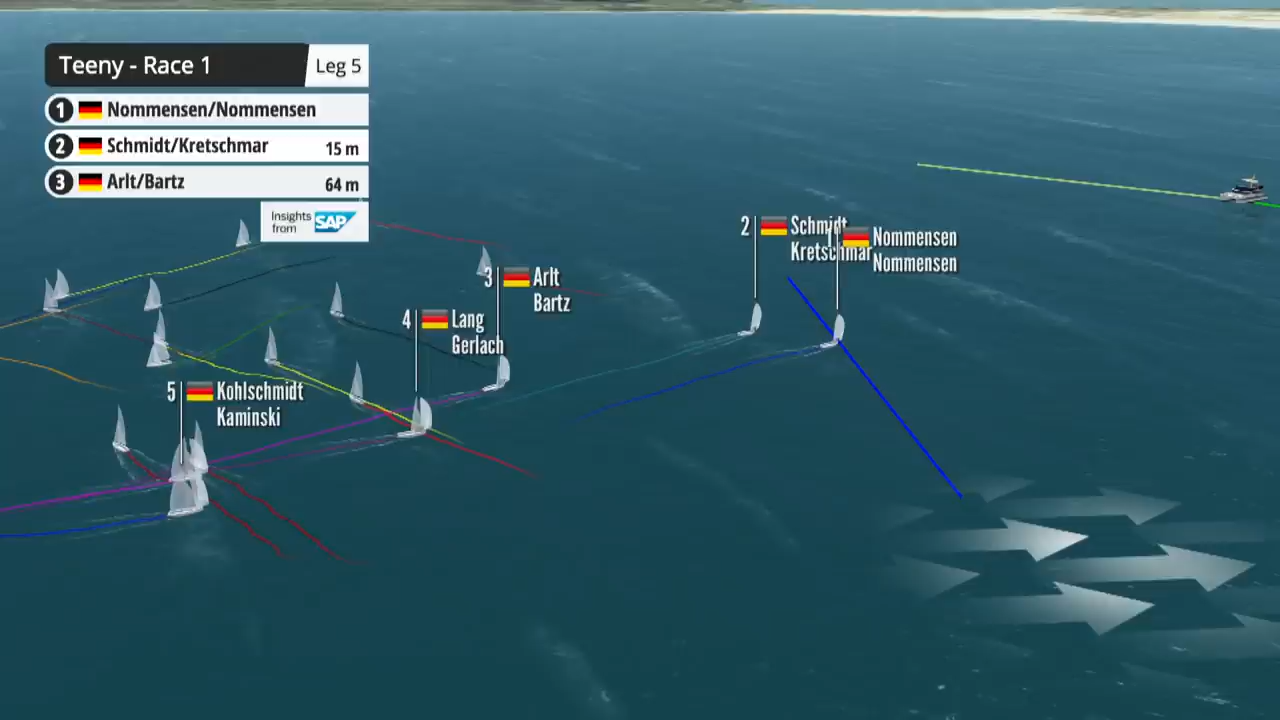 Teeny - Race 1
Leg 5
1 Nommensen/Nommensen
2 Schmidt/Kretschmar 15 m
3 Arlt/Bartz 64 m
Insights
from SAP
2 Schmidt
Kretschmar
1 Nommensen
Nommensen
3 Arlt
Bartz
4 Lang
Gerlach
5 Kohlschmidt
Kaminski